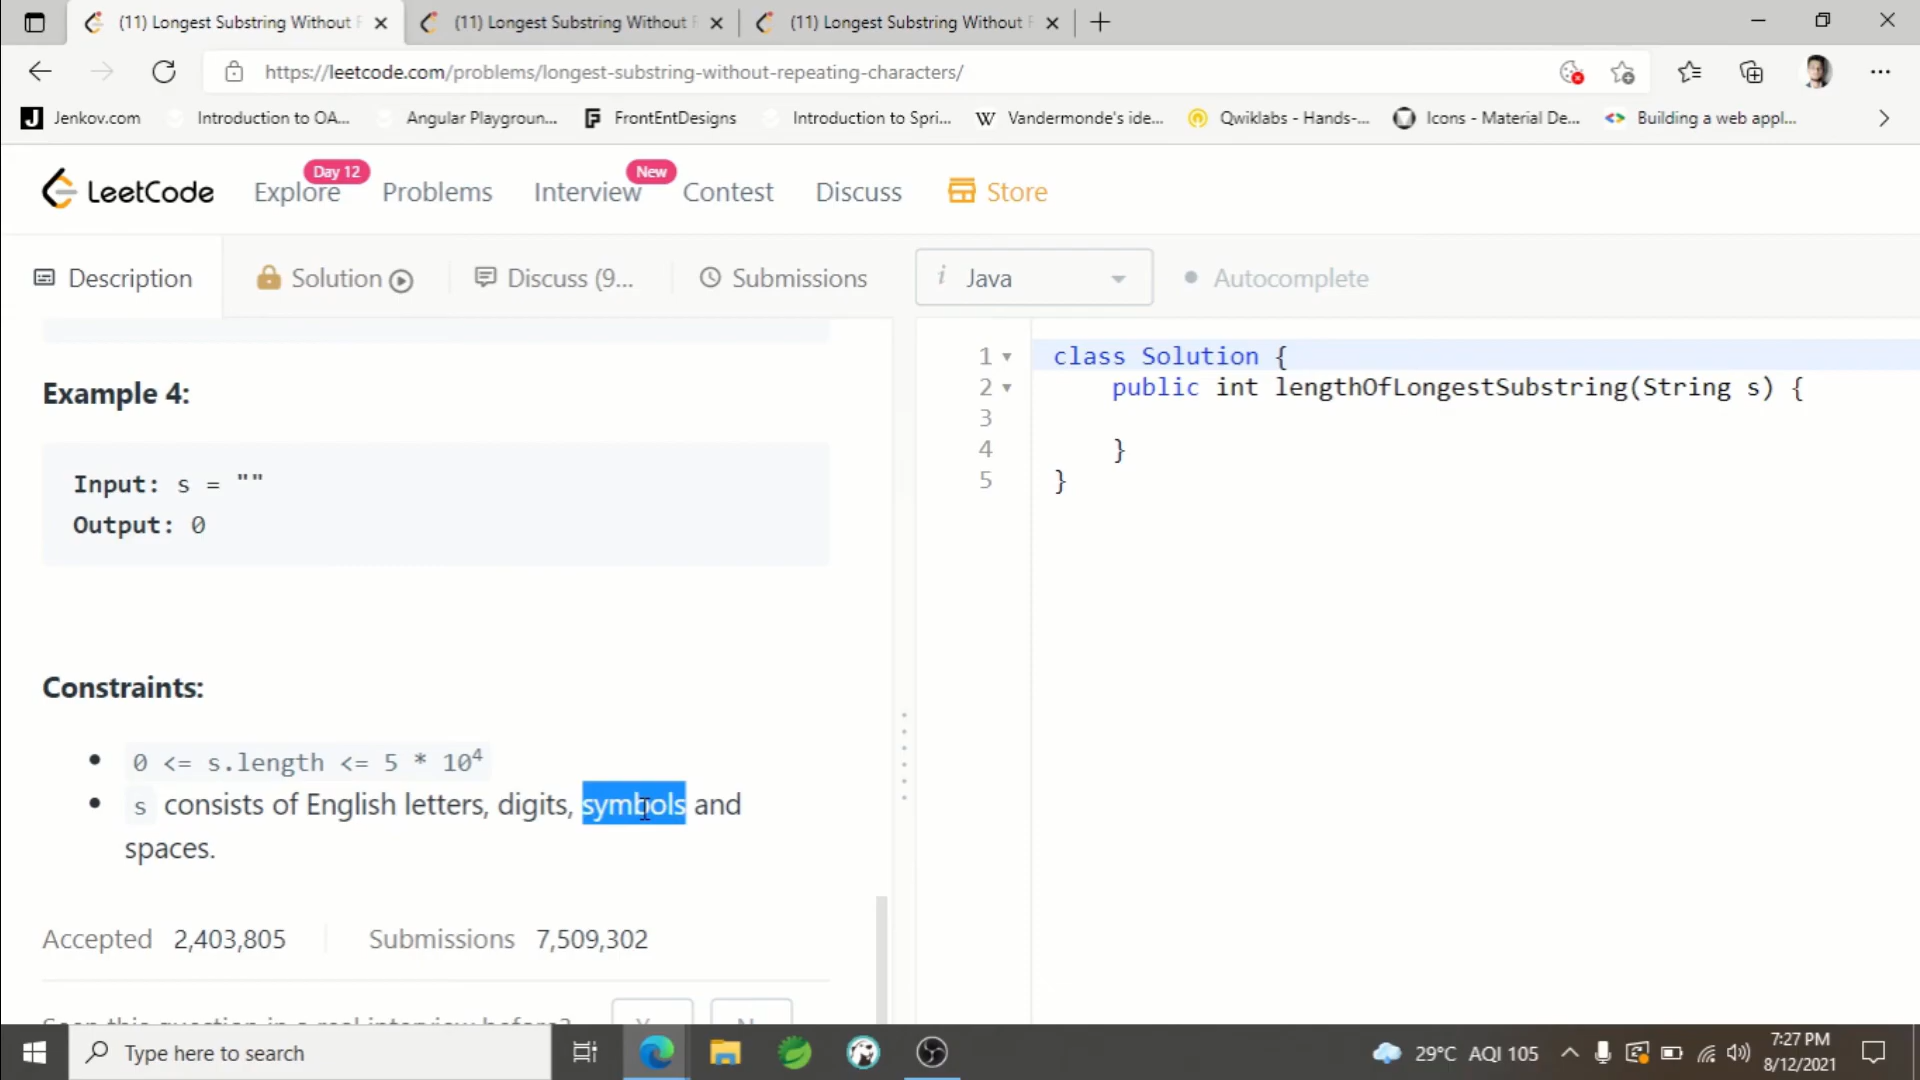 (11) Longest Substring Without
(11) Longest Substring Without
(11) Longest Substring Without
https://leetcode.com/problems/longest-substring-without-repeating-characters/
J Jenkov.com Introduction to OA... Angular Playgroun... F FrontEntDesigns Introduction to Spri... W Vandermonde's ide... Qwiklabs - Hands-... Icons - Material De... <> Building a web appl...
Day 12 New
LeetCode Explore Problems Interview Contest Discuss Store
Description Solution Discuss (9... Submissions i Java Autocomplete
Example 4:
Input: s = ""
Output: 0
Constraints:
0 <= s.length <= 5 * 10⁴
s consists of English letters, digits, symbols and
spaces.
Accepted 2,403,805 Submissions 7,509,302
1 class Solution {
2 public int lengthOfLongestSubstring(String s) {
3
4 }
5 }
Type here to search
29°C AQI 105
7:27 PM
8/12/2021